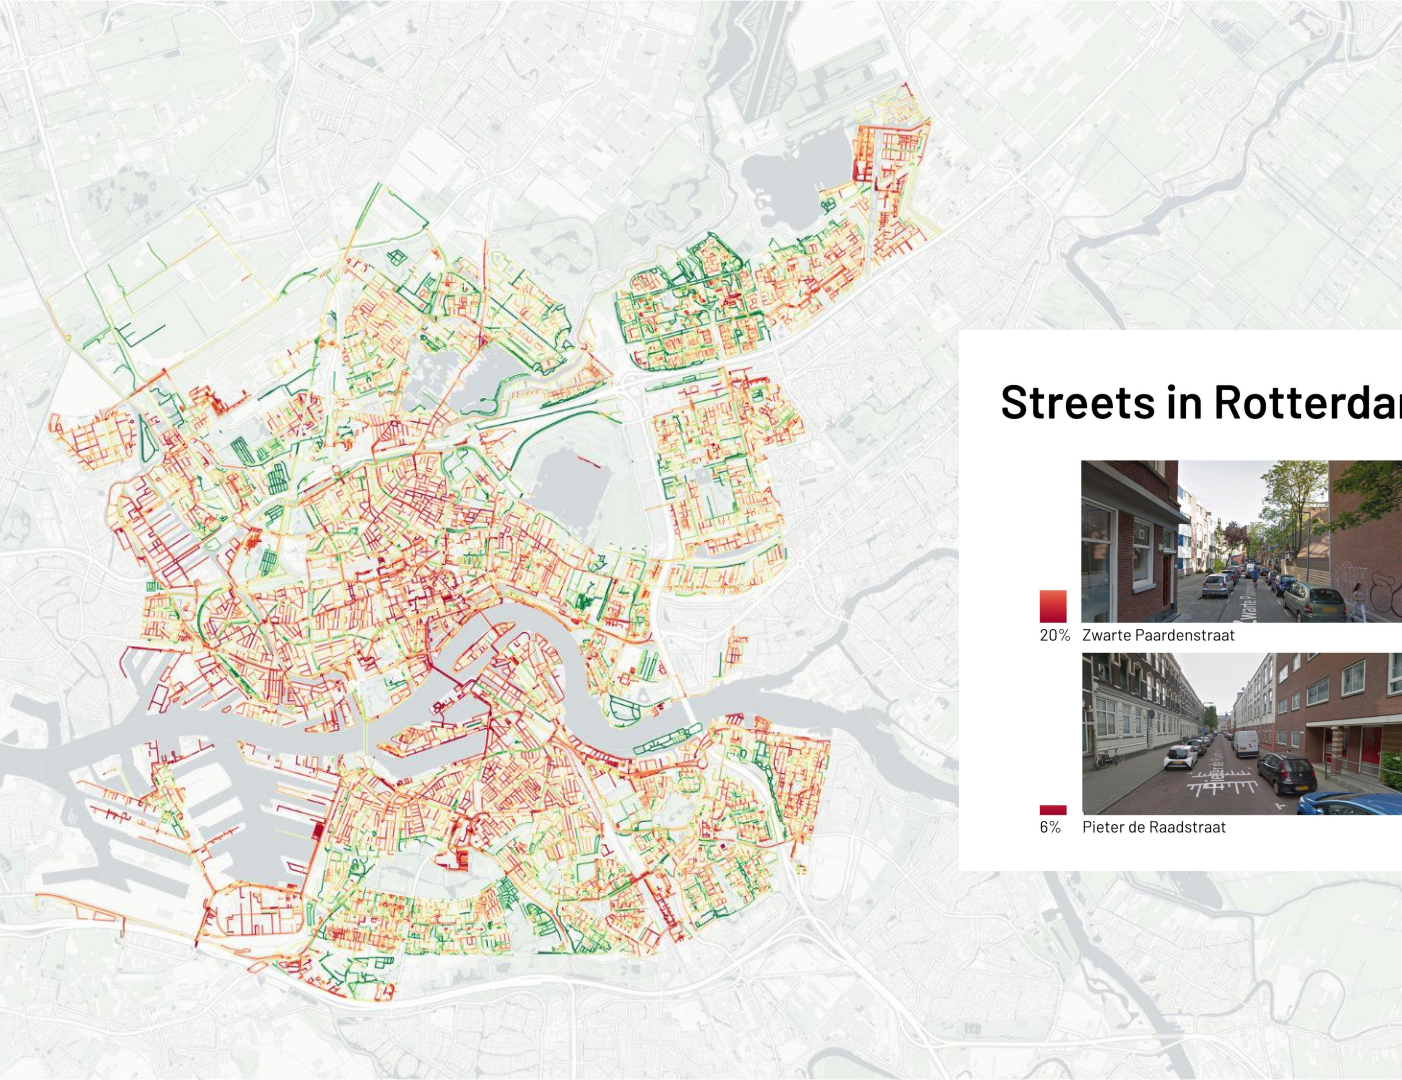 Streets in Rotterda
20% Zwarte Paardenstraat
6% Pieter de Raadstraat